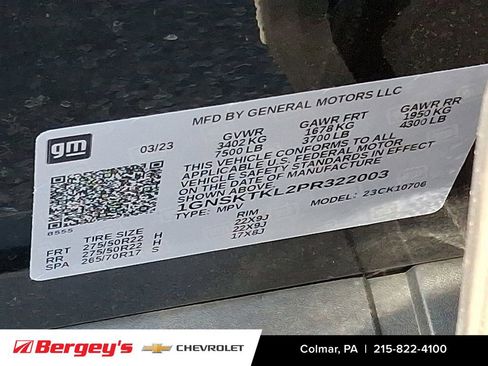 gm
03/23
MFD BY GENERAL MOTORS LLC
GVWR GAWR FRT GAWR RR
3402 KG 1678 KG 1950 KG
7500 LB 3700 LB 4300 LB
THIS VEHICLE CONFORMS TO ALL
APPLICABLE U.S. FEDERAL MOTOR
VEHICLE SAFETY STANDARDS IN EFFECT
ON THE DATE OF MANUFACTURE
SHOWN ABOVE.
1GNSKTKL2PR322003
TYPE: MPV MODEL: 23CK10706
TIRE SIZE RIM
FRT 275/50R22 H 22X9J
RR 275/50R22 H 22X9J
SPA 265/70R17 S 17X8J
Bergey's CHEVROLET Colmar, PA | 215-822-4100